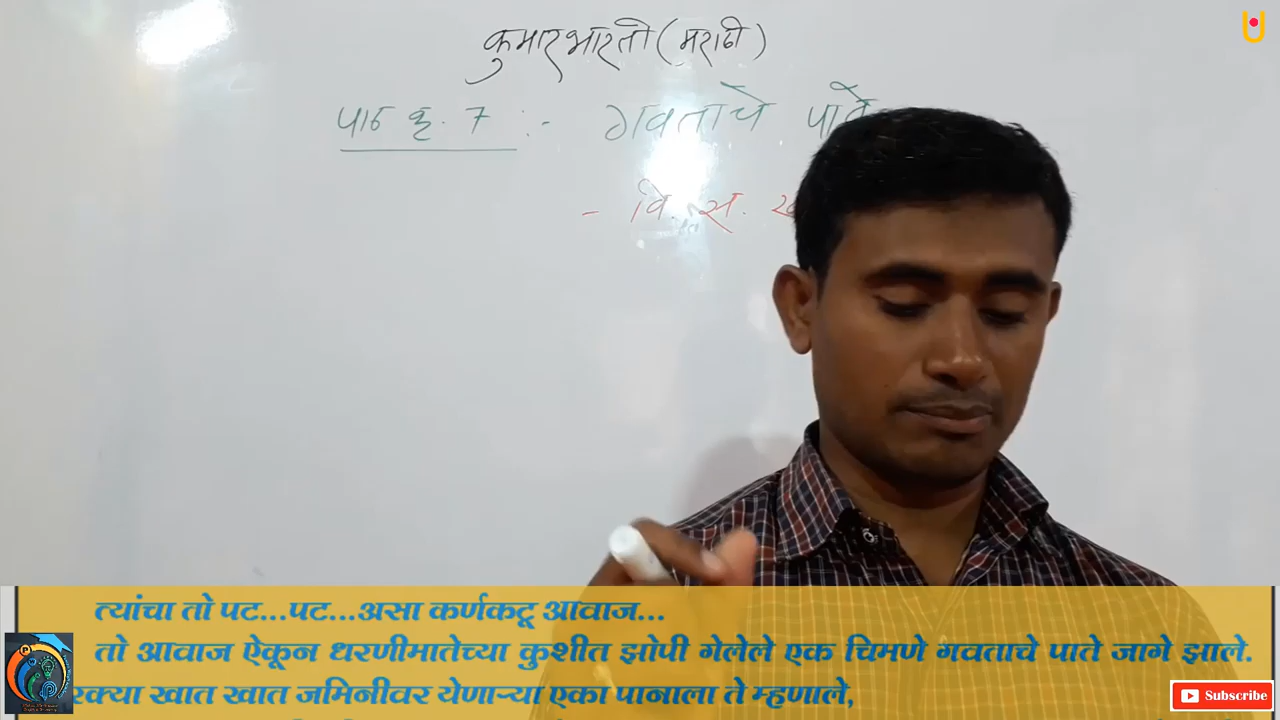 कुमारभारती (मराठी)
पाठ क्र. 7 :- गवताचे पाते
- वि. स.
त्यांचा तो पट...पट...असा कर्णकटू आवाज...
तो आवाज ऐकून धरणीमातेच्या कुशीत झोपी गेलेले एक चिमणे गवताचे पाते जागे झाले.
खात खात जमिनीवर येणाऱ्या एका पानाला ते म्हणाले,
Subscribe